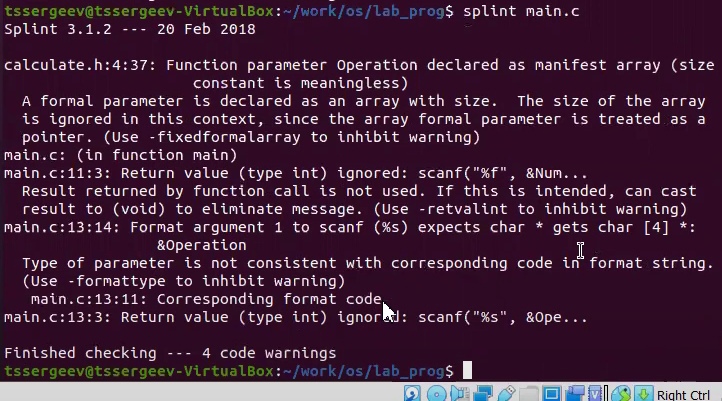 tssergeev@tssergeev-VirtualBox:~/work/os/lab_prog$ splint main.c
Splint 3.1.2 --- 20 Feb 2018

calculate.h:4:37: Function parameter Operation declared as manifest array (size
                     constant is meaningless)
  A formal parameter is declared as an array with size.  The size of the array
  is ignored in this context, since the array formal parameter is treated as a
  pointer. (Use -fixedformalarray to inhibit warning)
main.c: (in function main)
main.c:11:3: Return value (type int) ignored: scanf("%f", &Num...
  Result returned by function call is not used. If this is intended, can cast
  result to (void) to eliminate message. (Use -retvalint to inhibit warning)
main.c:13:14: Format argument 1 to scanf (%s) expects char * gets char [4] *:
                 &Operation
  Type of parameter is not consistent with corresponding code in format string.
  (Use -formattype to inhibit warning)
   main.c:13:11: Corresponding format code
main.c:13:3: Return value (type int) ignored: scanf("%s", &Ope...

Finished checking --- 4 code warnings
tssergeev@tssergeev-VirtualBox:~/work/os/lab_prog$
Right Ctrl